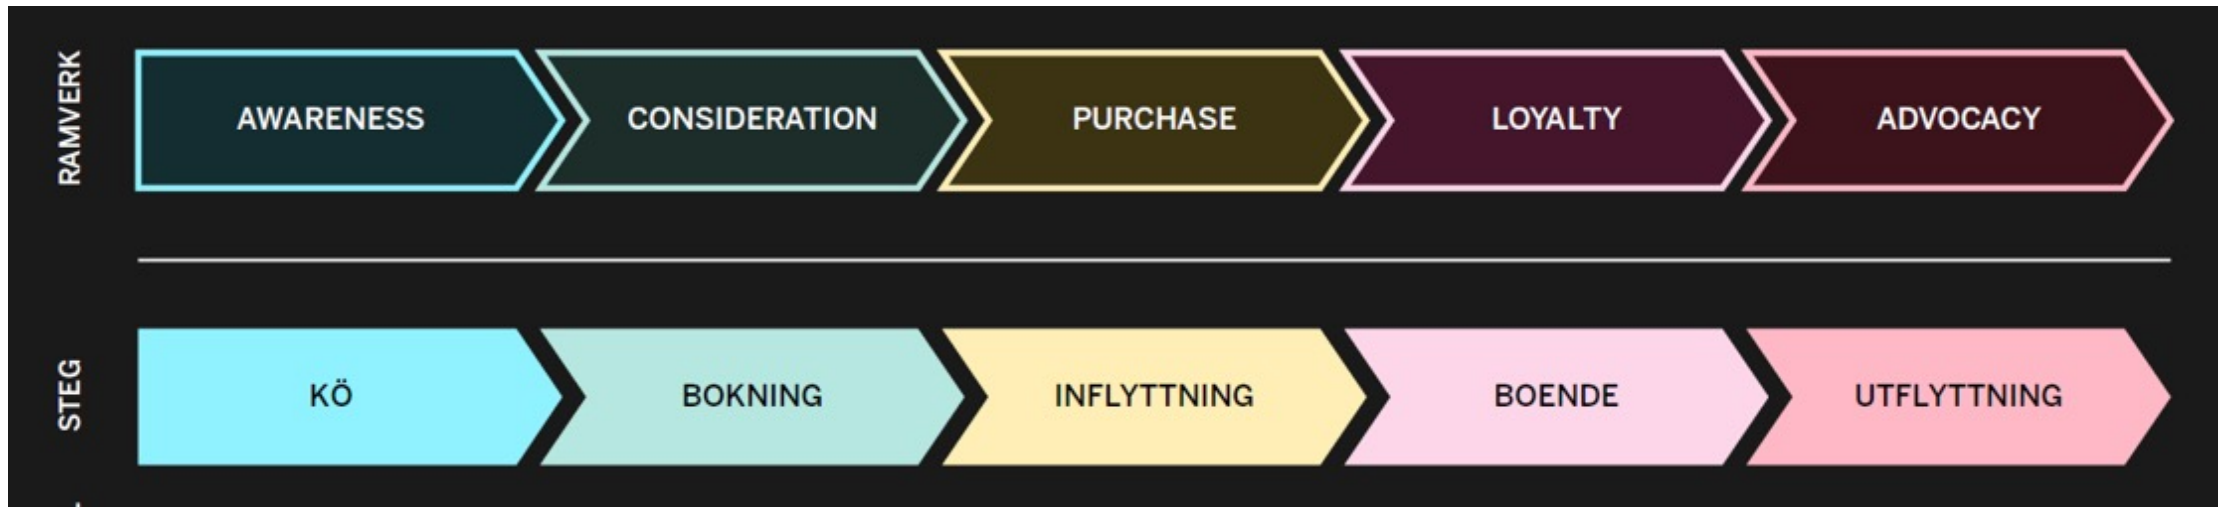 RAMVERK
AWARENESS
CONSIDERATION
PURCHASE
LOYALTY
ADVOCACY
STEG
KÖ
BOKNING
INFLYTTNING
BOENDE
UTFLYTTNING